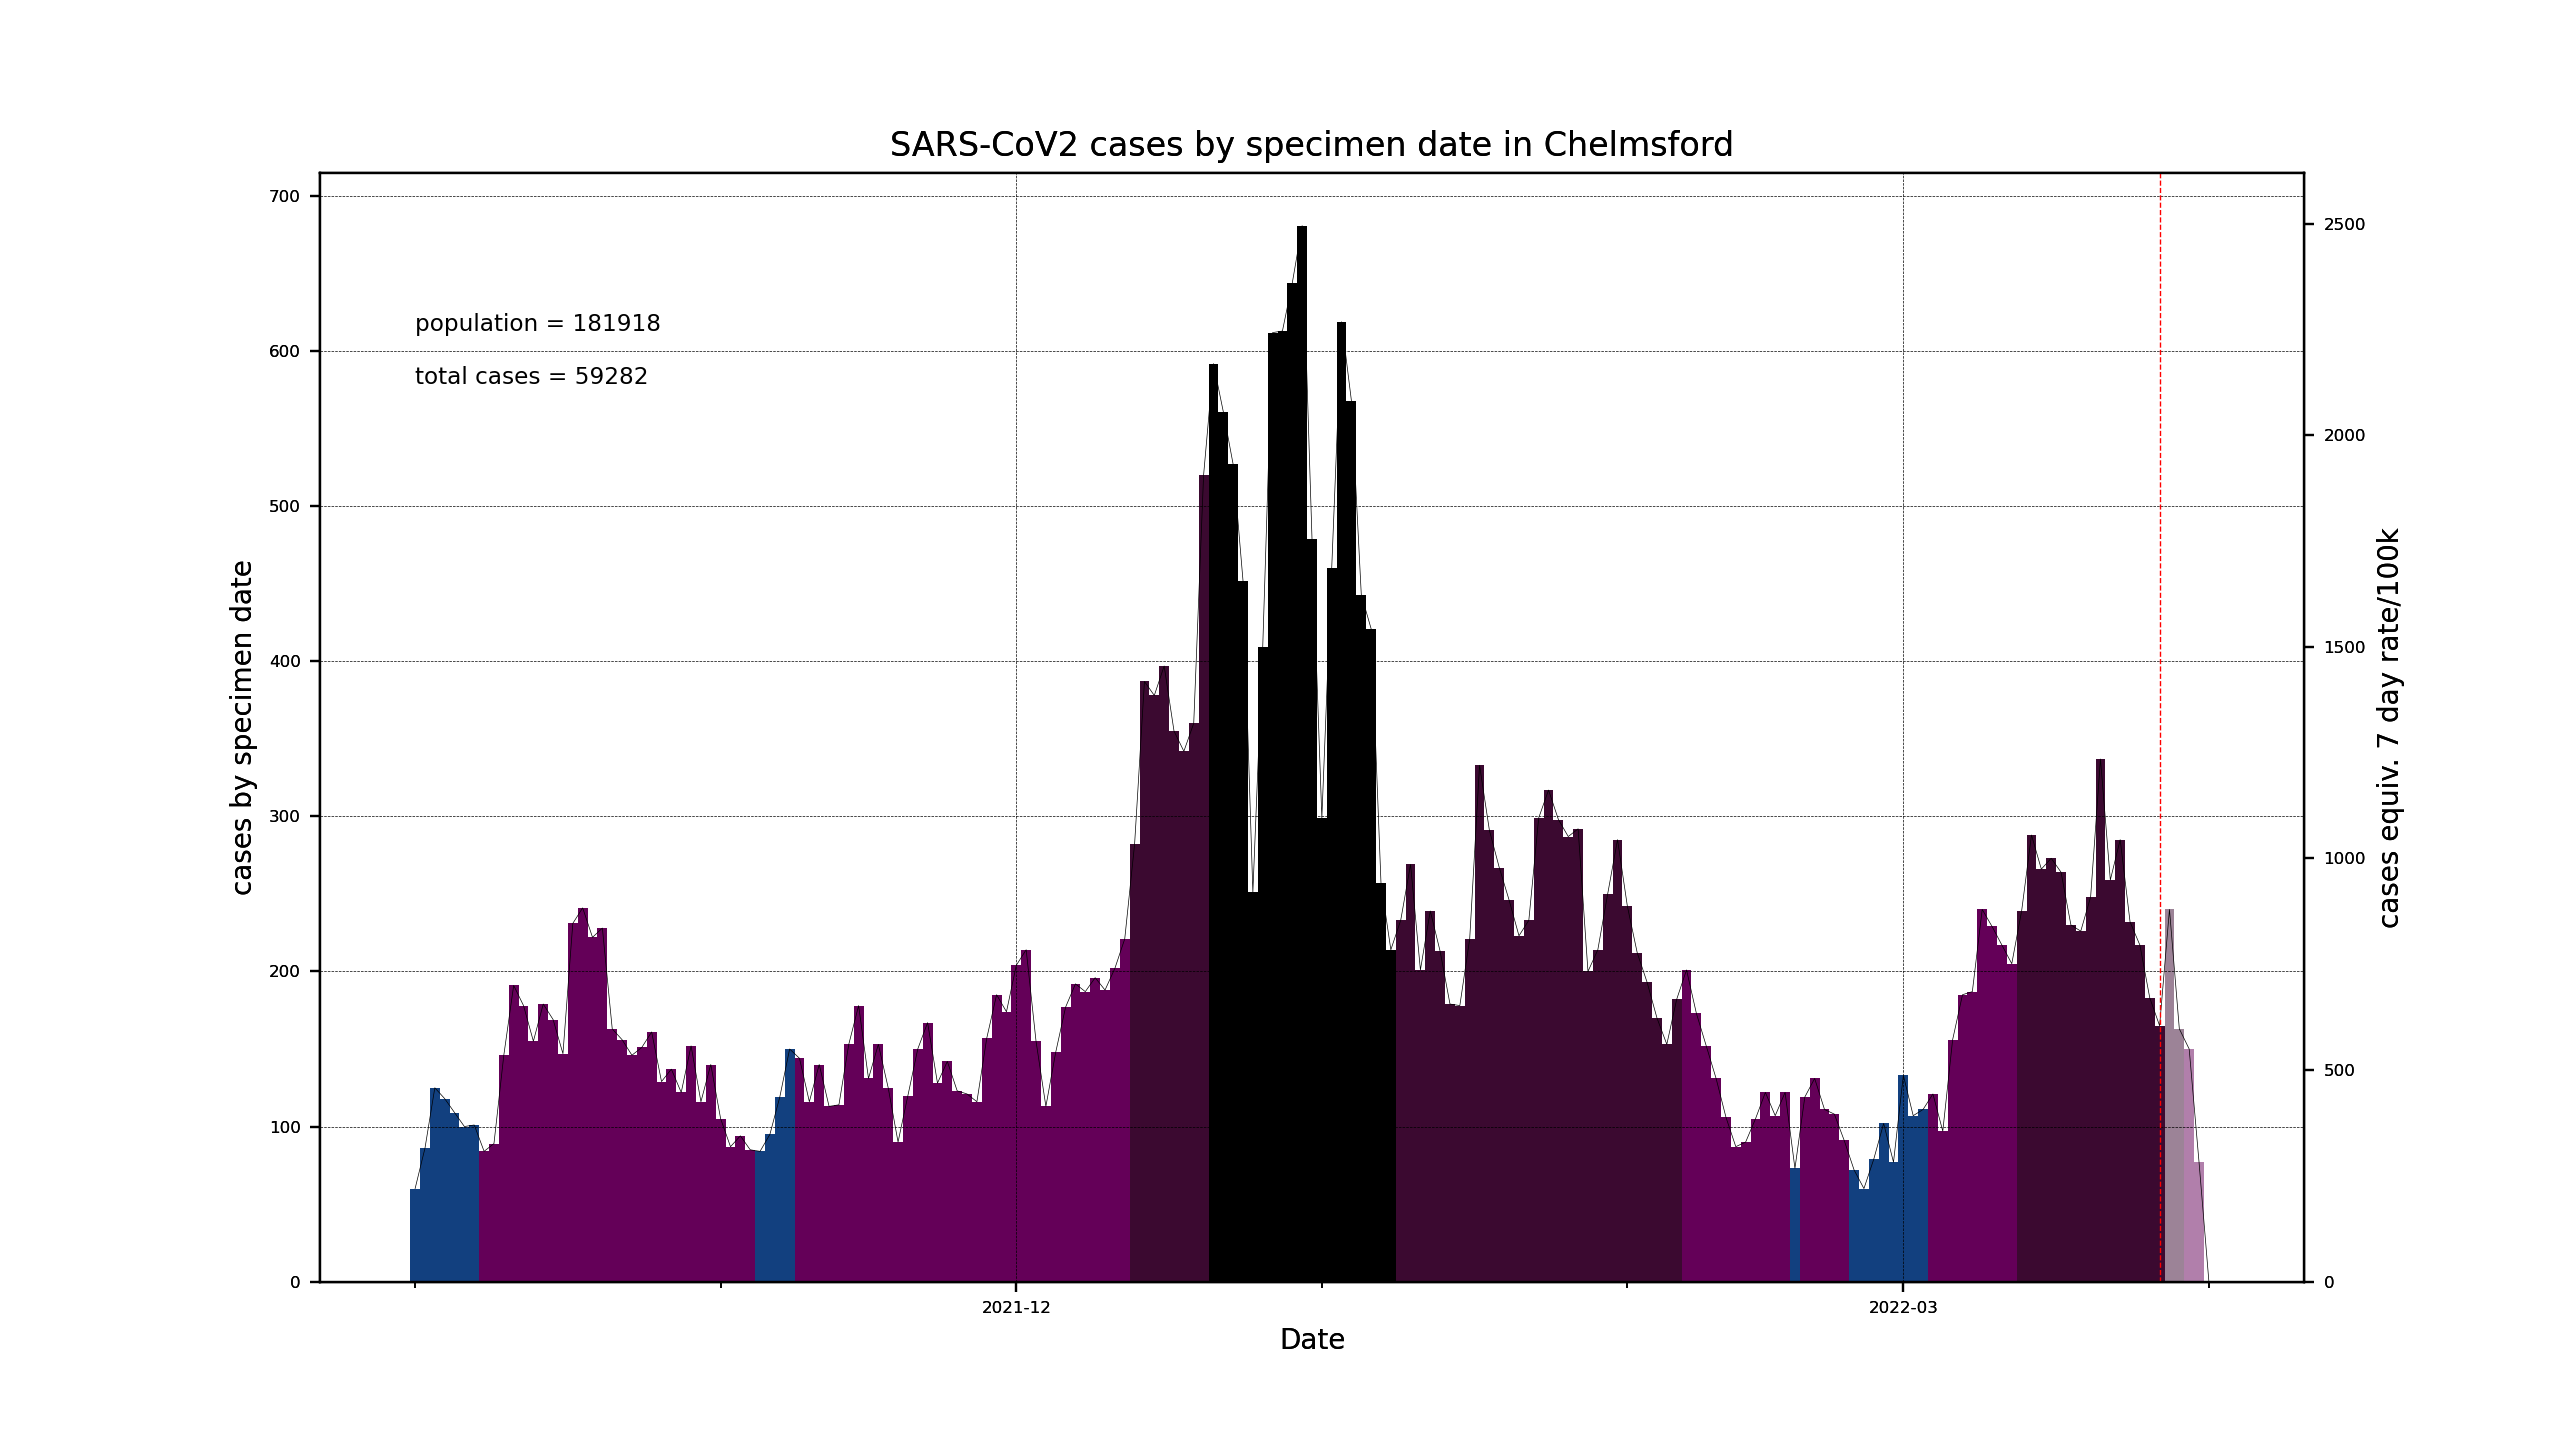 SARS-CoV2 cases by specimen date in Chelmsford
population = 181918
total cases = 59282
cases by specimen date
700
600
500
400
300
200
100
0
2500
2000
1500
1000
500
0
cases equiv. 7 day rate/100k
2021-12
2022-03
Date